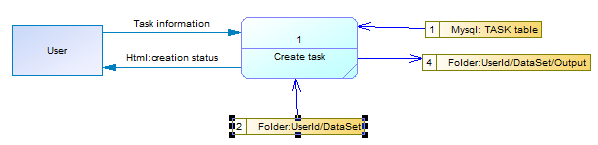 Task information
User
Html:creation status
1
Create task
1 Mysql: TASK table
4 Folder:UserId/DataSet/Output
2 Folder:UserId/DataSet